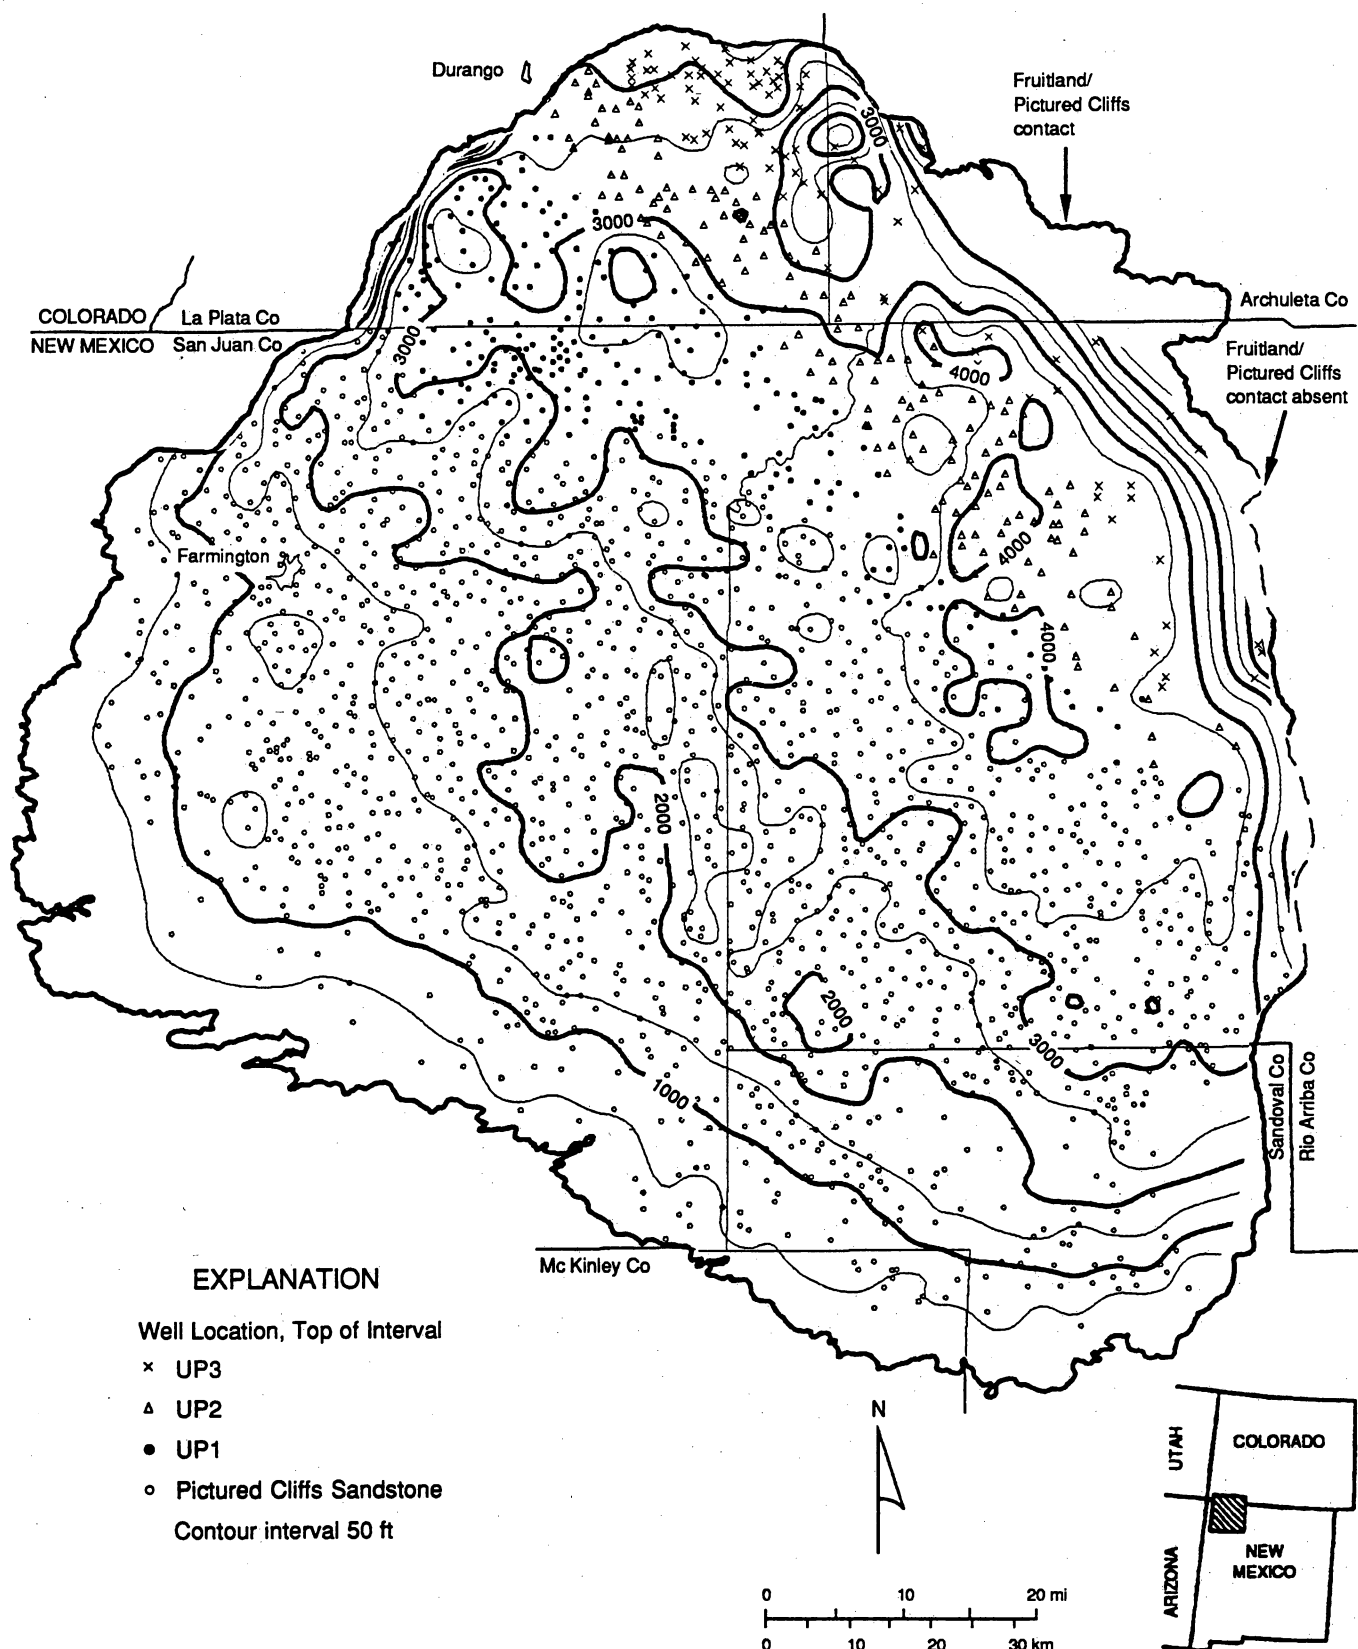 Durango
Fruitland/
Pictured Cliffs
contact
3000
3000
COLORADO
La Plata Co
Archuleta Co
NEW MEXICO
San Juan Co
3000
Fruitland/
Pictured Cliffs
contact absent
4000
Farmington
4000
4000
2000
2000
3000
1000
Sandoval Co
Rio Arriba Co
Mc Kinley Co
EXPLANATION
Well Location, Top of Interval
× UP3
△ UP2
● UP1
○ Pictured Cliffs Sandstone
Contour interval 50 ft
N
0 10 20 mi
0 10 20 30 km
UTAH
COLORADO
ARIZONA
NEW
MEXICO